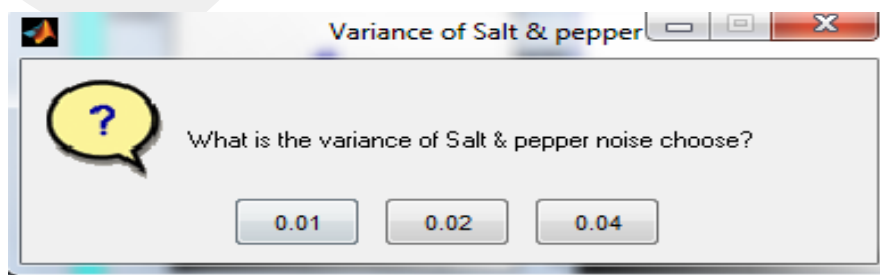 Variance of Salt & pepper
?
What is the variance of Salt & pepper noise choose?
0.01 0.02 0.04